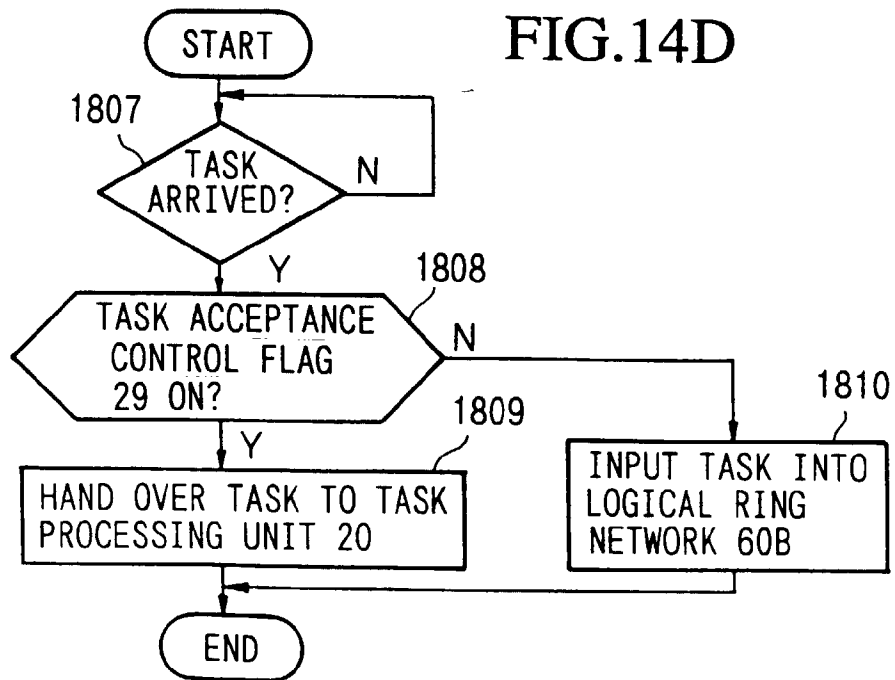 FIG.14D
START
1807
TASK
ARRIVED?
N
Y
1808
TASK ACCEPTANCE
CONTROL FLAG
29 ON?
N
Y
1809
HAND OVER TASK TO TASK
PROCESSING UNIT 20
1810
INPUT TASK INTO
LOGICAL RING
NETWORK 60B
END